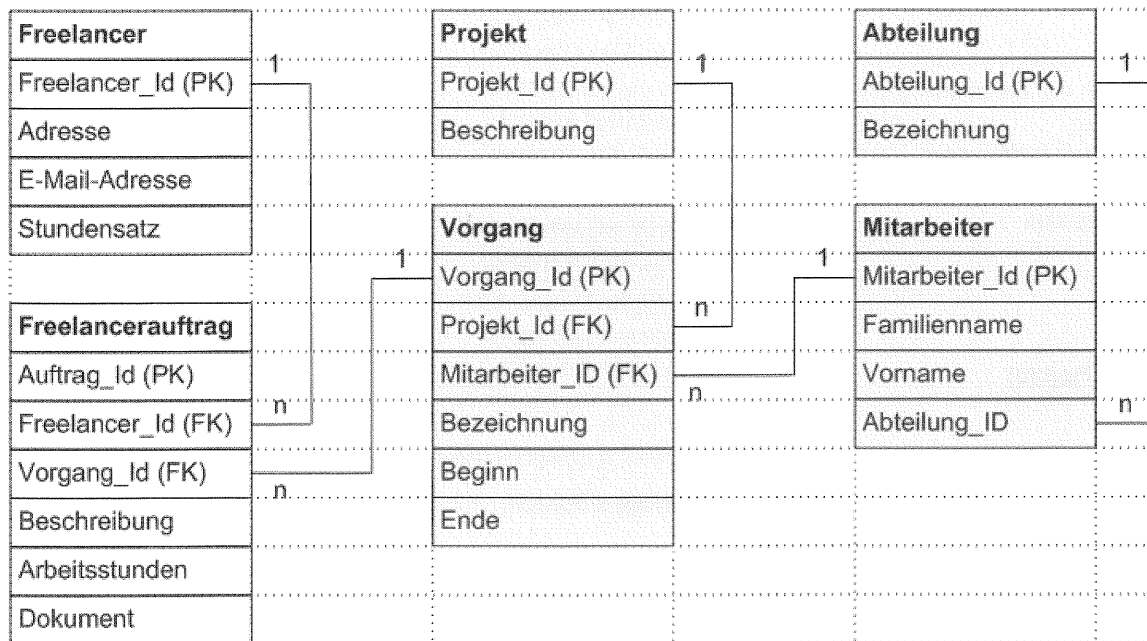 Freelancer
Freelancer_Id (PK)
Adresse
E-Mail-Adresse
Stundensatz
Freelancerauftrag
Auftrag_Id (PK)
Freelancer_Id (FK)
Vorgang_Id (FK)
Beschreibung
Arbeitsstunden
Dokument
1
n
n
1
Projekt
Projekt_Id (PK)
Beschreibung
Vorgang
Vorgang_Id (PK)
Projekt_Id (FK)
Mitarbeiter_ID (FK)
Bezeichnung
Beginn
Ende
1
n
n
1
Abteilung
Abteilung_Id (PK)
Bezeichnung
Mitarbeiter
Mitarbeiter_Id (PK)
Familienname
Vorname
Abteilung_ID
1
n